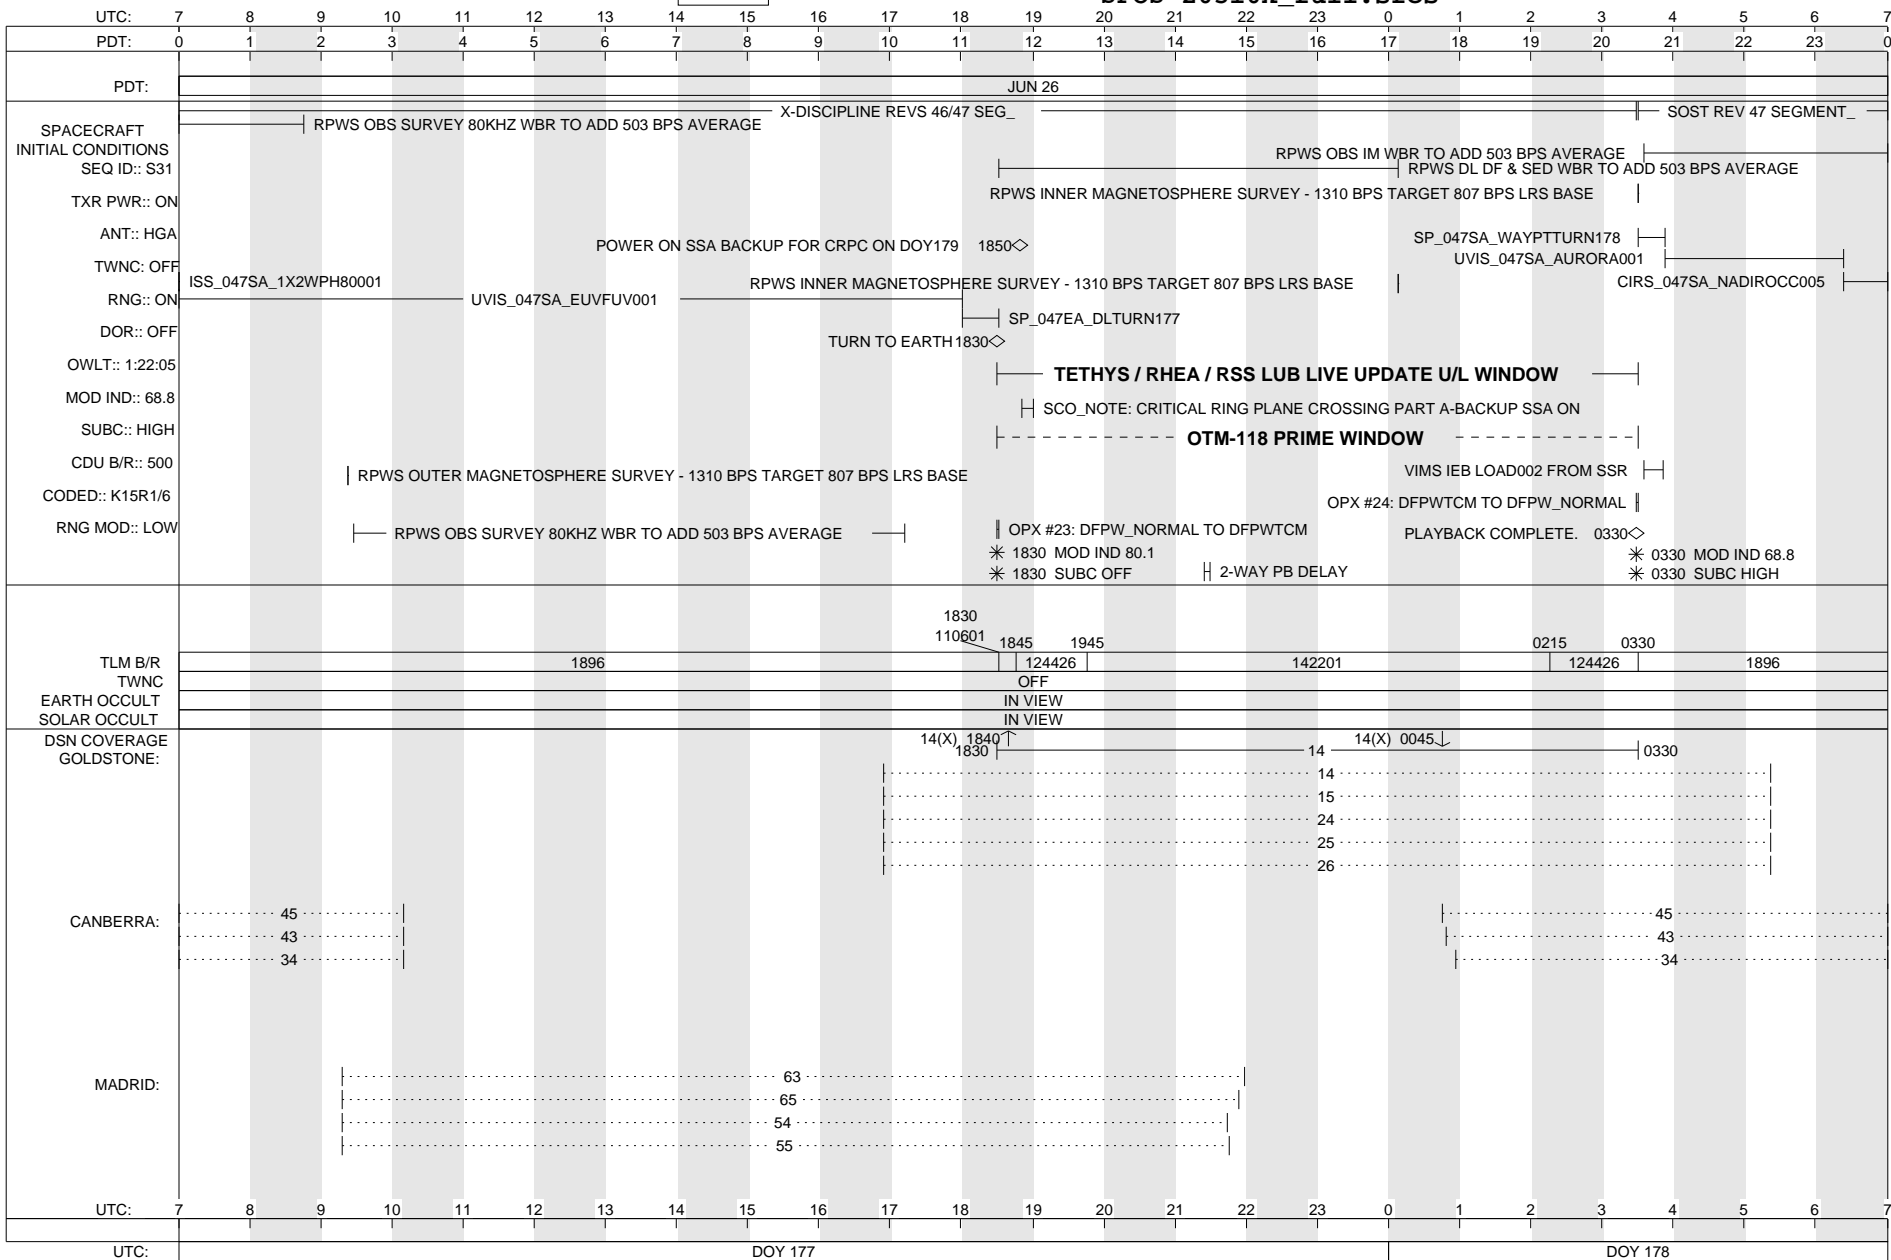 UTC: 7 8 9 10 11 12 13 14 15 16 17 18 19 20 21 22 23 0 1 2 3 4 5 6 7
PDT: 0 1 2 3 4 5 6 7 8 9 10 11 12 13 14 15 16 17 18 19 20 21 22 23 0
PDT: JUN 26
X-DISCIPLINE REVS 46/47 SEG_ SOST REV 47 SEGMENT_
RPWS OBS SURVEY 80KHZ WBR TO ADD 503 BPS AVERAGE
SPACECRAFT
INITIAL CONDITIONS
RPWS OBS IM WBR TO ADD 503 BPS AVERAGE
SEQ ID:: S31
RPWS DL DF & SED WBR TO ADD 503 BPS AVERAGE
RPWS INNER MAGNETOSPHERE SURVEY - 1310 BPS TARGET 807 BPS LRS BASE
TXR PWR:: ON
ANT:: HGA
SP_047SA_WAYPTTURN178
POWER ON SSA BACKUP FOR CRPC ON DOY179 1850
UVIS_047SA_AURORA001
TWNC: OFF
ISS_047SA_1X2WPH80001
RPWS INNER MAGNETOSPHERE SURVEY - 1310 BPS TARGET 807 BPS LRS BASE
CIRS_047SA_NADIROCC005
RNG:: ON
UVIS_047SA_EUVFUV001
SP_047EA_DLTURN177
DOR:: OFF
TURN TO EARTH 1830
OWLT:: 1:22:05
TETHYS / RHEA / RSS LUB LIVE UPDATE U/L WINDOW
MOD IND:: 68.8
SCO_NOTE: CRITICAL RING PLANE CROSSING PART A-BACKUP SSA ON
SUBC:: HIGH
OTM-118 PRIME WINDOW
CDU B/R:: 500
VIMS IEB LOAD002 FROM SSR
RPWS OUTER MAGNETOSPHERE SURVEY - 1310 BPS TARGET 807 BPS LRS BASE
CODED:: K15R1/6
OPX #24: DFPWTCM TO DFPW_NORMAL
RNG MOD:: LOW
OPX #23: DFPW_NORMAL TO DFPWTCM
RPWS OBS SURVEY 80KHZ WBR TO ADD 503 BPS AVERAGE
PLAYBACK COMPLETE. 0330
1830 MOD IND 80.1
0330 MOD IND 68.8
1830 SUBC OFF
2-WAY PB DELAY
0330 SUBC HIGH
1830
110601
1845 1945 0215 0330
TLM B/R 1896 124426 142201 124426 1896
TWNC OFF
EARTH OCCULT IN VIEW
SOLAR OCCULT IN VIEW
DSN COVERAGE
14(X) 1840 14(X) 0045
GOLDSTONE: 1830 14 0330
14
15
24
25
26
CANBERRA:
45 45
43 43
34 34
MADRID:
63
65
54
55
UTC: 7 8 9 10 11 12 13 14 15 16 17 18 19 20 21 22 23 0 1 2 3 4 5 6 7
UTC: DOY 177 DOY 178